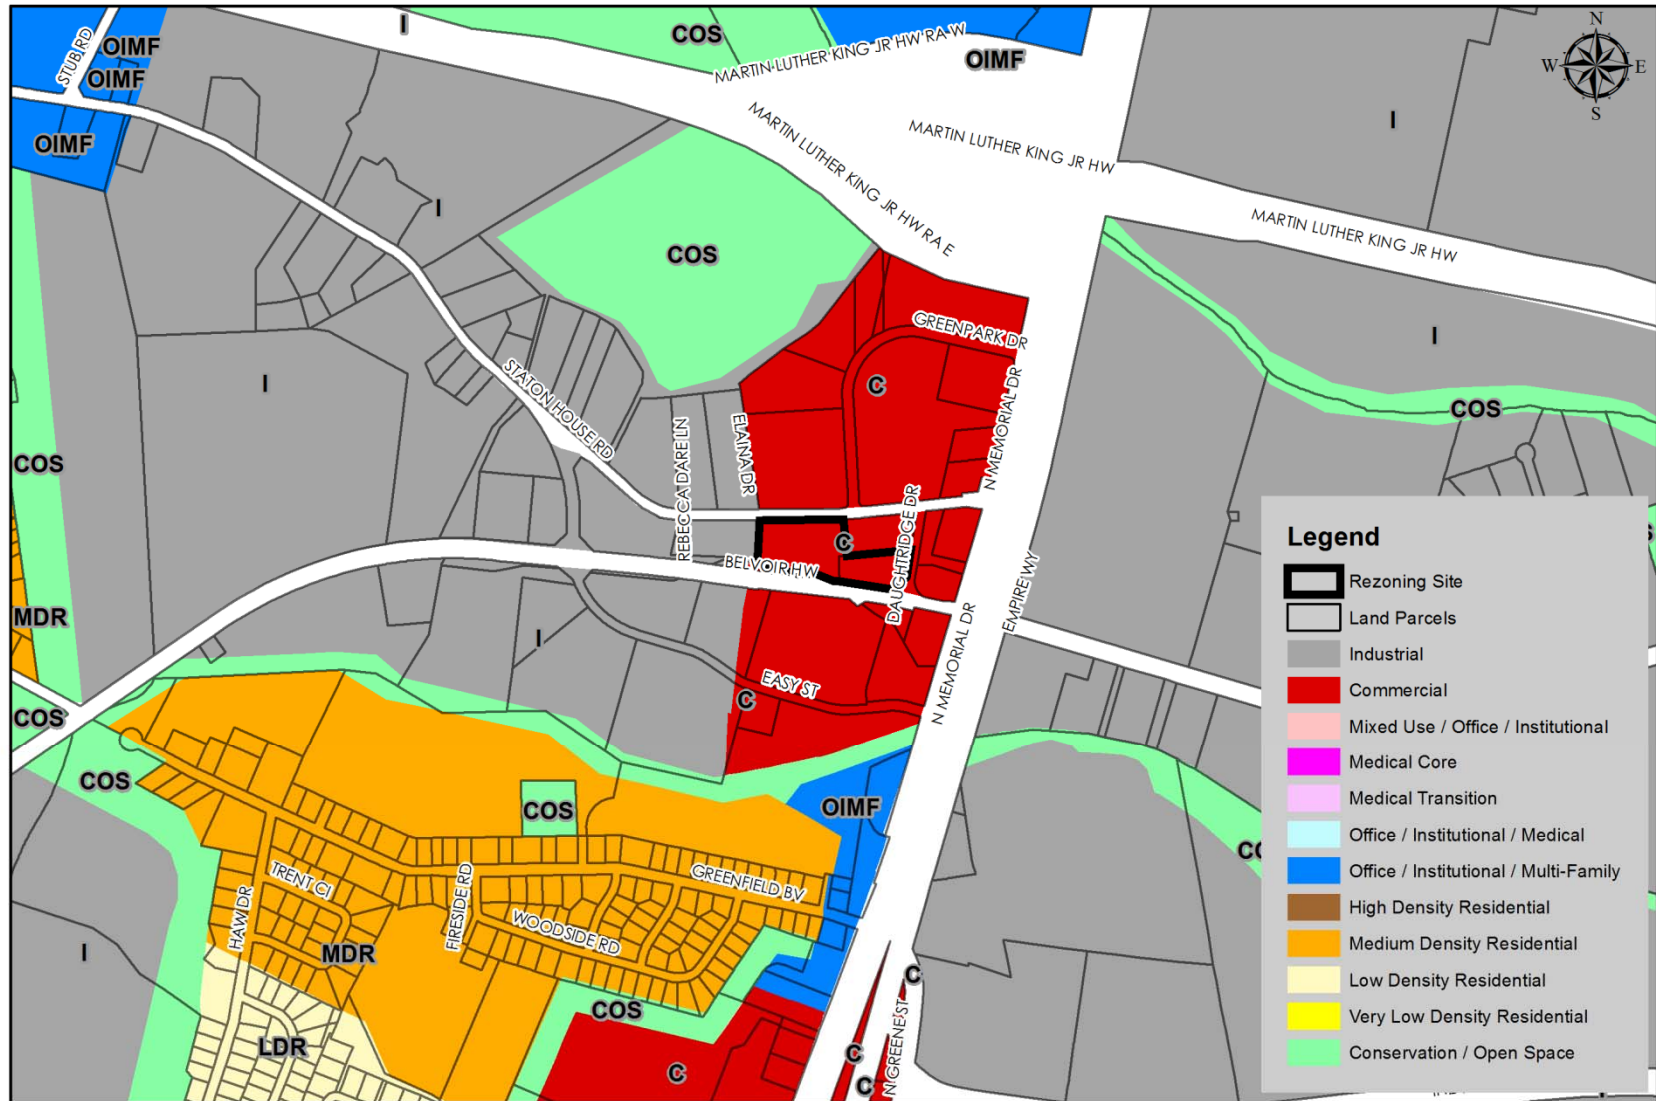 I
COS
N
STUB RD
OIMF
MARTIN LUTHER KING JR HW RA W
OIMF
W
E
OIMF
S
MARTIN LUTHER KING JR HW RA E
MARTIN LUTHER KING JR HW
I
OIMF
I
MARTIN LUTHER KING JR HW
COS
GREENPARK DR
I
I
C
STATON HOUSE RD
N MEMORIAL DR
COS
REBECCA DARE LN
ELAINA DR
COS
DAUGHTRIDGE DR
C
BELVOIR HW
EMPIRE WY
MDR
I
N MEMORIAL DR
EASY ST
C
COS
COS
COS
OIMF
GREENFIELD BV
TRENT CI
HAW DR
FIRESIDE RD
WOODSIDE RD
I
MDR
C
COS
N GREENE ST
LDR
C
C
C
Legend
Rezoning Site
Land Parcels
Industrial
Commercial
Mixed Use / Office / Institutional
Medical Core
Medical Transition
Office / Institutional / Medical
Office / Institutional / Multi-Family
High Density Residential
Medium Density Residential
Low Density Residential
Very Low Density Residential
Conservation / Open Space